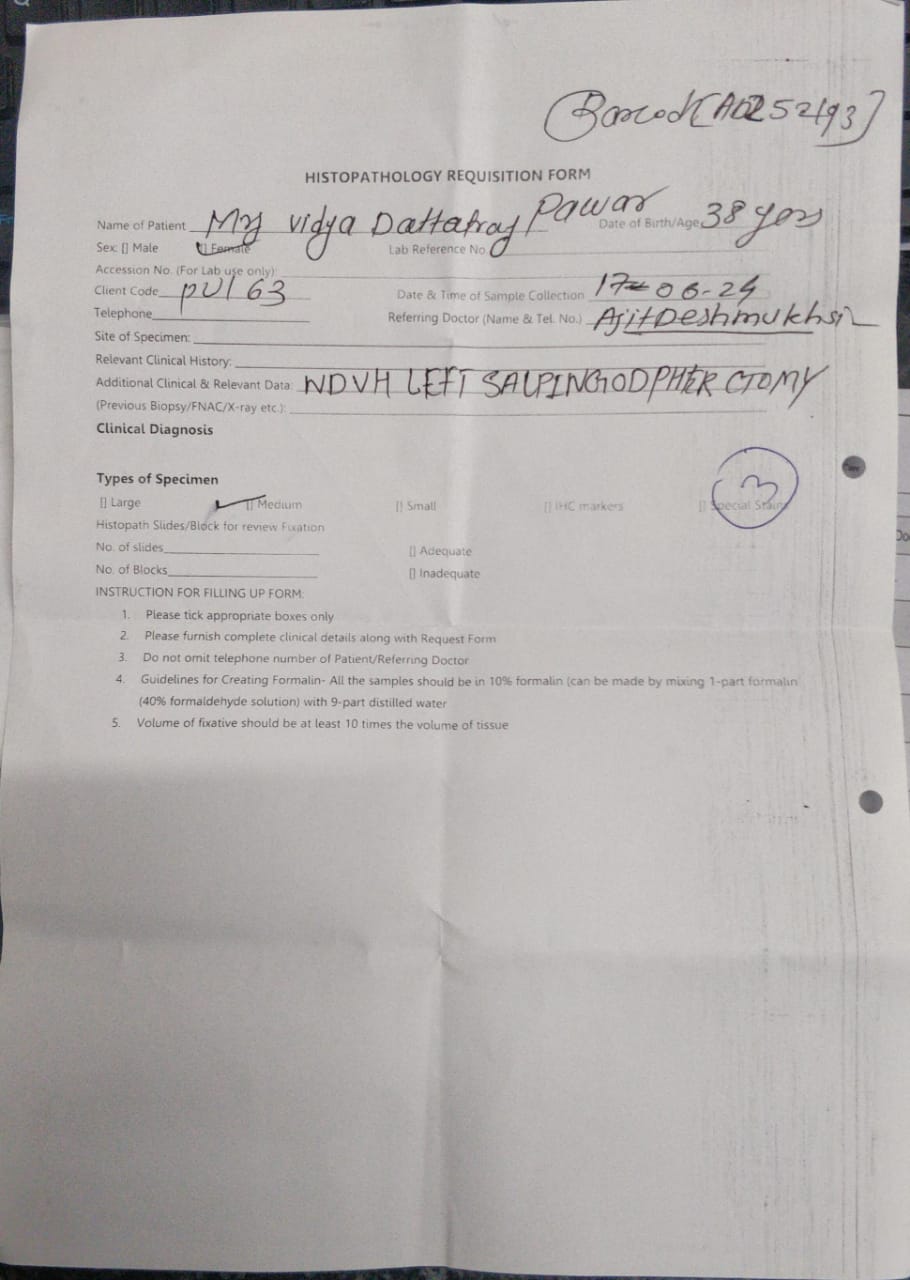 Barcod [ADZ52193]
HISTOPATHOLOGY REQUISITION FORM
Name of Patient Mrs Vidya Dattatray Pawar Date of Birth/Age 38 yers
Sex: [] Male [] Female Lab Reference No.
Accession No. (For Lab use only):
Client Code PU163 Date & Time of Sample Collection 17-06-24
Telephone Referring Doctor (Name & Tel. No.) Ajit Deshmukh sir
Site of Specimen:
Relevant Clinical History:
Additional Clinical & Relevant Data: NDVH LEFT SALPINGOOPHERCTOMY
(Previous Biopsy/FNAC/X-ray etc.):
Clinical Diagnosis
Types of Specimen
[] Large [] Medium [] Small [] IHC markers [] Special Stains
3
Histopath Slides/Block for review Fixation
No. of slides [] Adequate
No. of Blocks [] Inadequate
INSTRUCTION FOR FILLING UP FORM:
1. Please tick appropriate boxes only
2. Please furnish complete clinical details along with Request Form
3. Do not omit telephone number of Patient/Referring Doctor
4. Guidelines for Creating Formalin- All the samples should be in 10% formalin (can be made by mixing 1-part formalin
(40% formaldehyde solution) with 9-part distilled water
5. Volume of fixative should be at least 10 times the volume of tissue